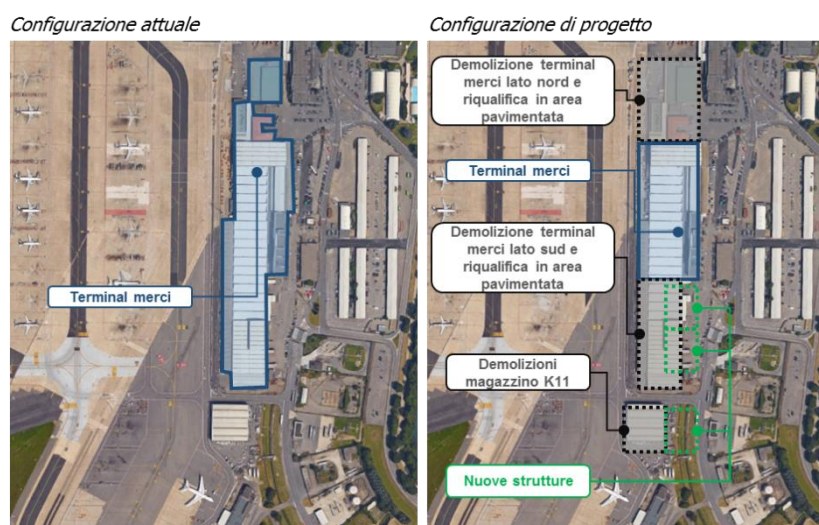 Configurazione attuale
Terminal merci
Configurazione di progetto
Demolizione terminal
merci lato nord e
riqualifica in area
pavimentata
Terminal merci
Demolizione terminal
merci lato sud e
riqualifica in area
pavimentata
Demolizioni
magazzino K11
Nuove strutture